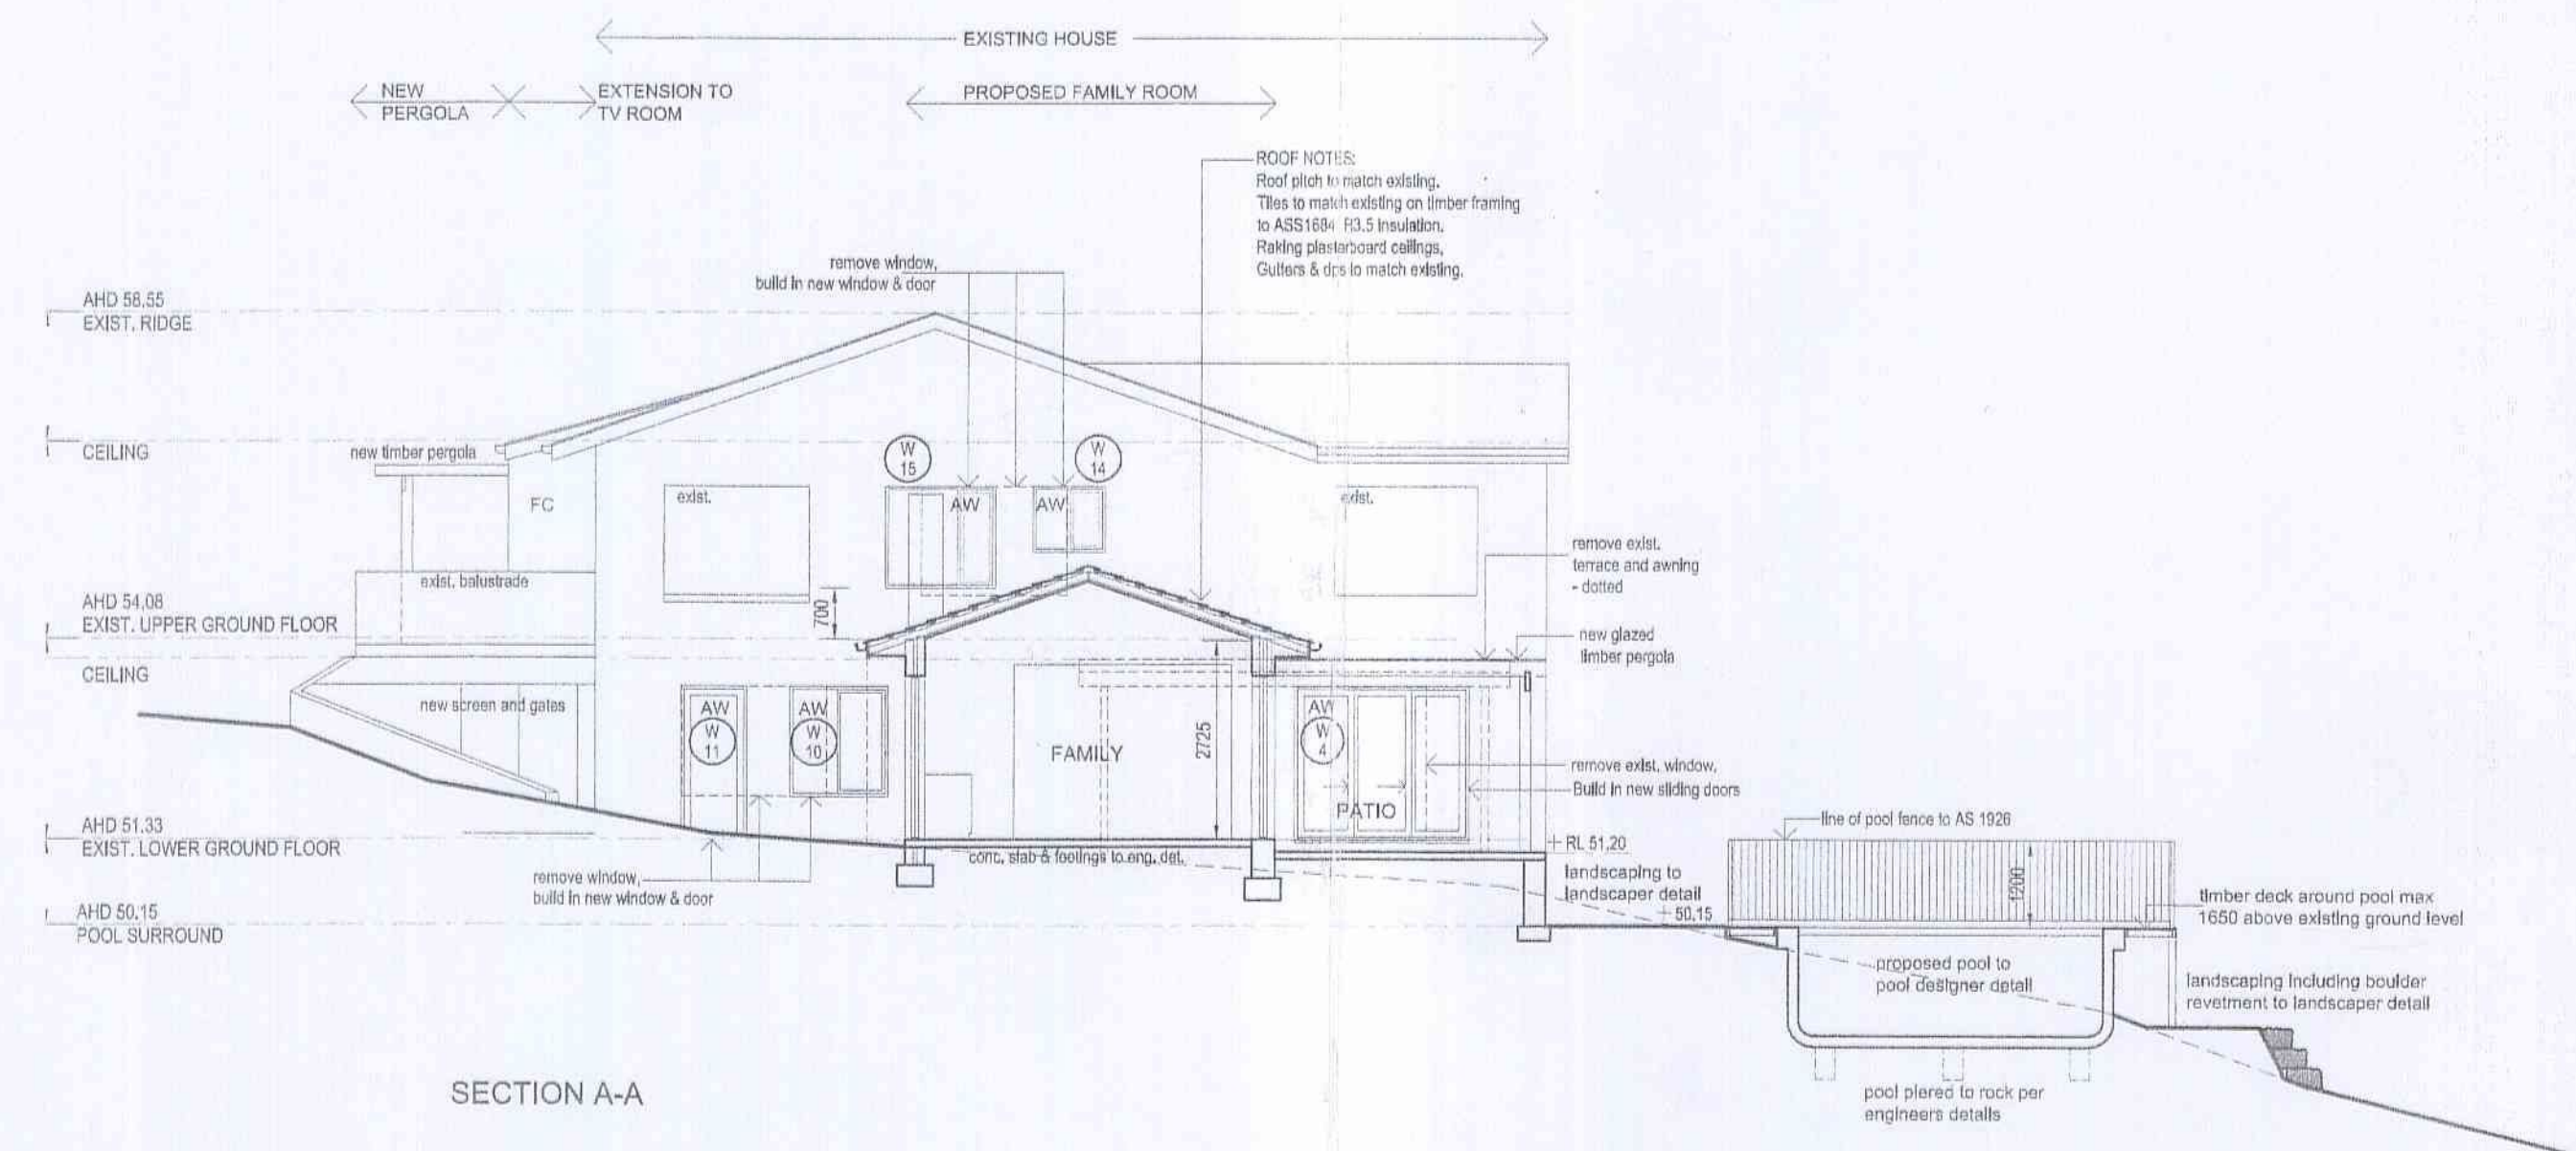 EXISTING HOUSE
NEW
PERGOLA
EXTENSION TO
TV ROOM
PROPOSED FAMILY ROOM
ROOF NOTES:
Roof pitch to match existing.
Tiles to match existing on timber framing
to ASS1684 R3.5 insulation.
Raking plasterboard ceilings,
Gutters & dps to match existing.
remove window,
build in new window & door
AHD 58.55
EXIST. RIDGE
CEILING
new timber pergola
W
15
W
14
FC
exist.
AW
AW
exist.
remove exist.
terrace and awning
- dotted
exist. balustrade
AHD 54,08
EXIST. UPPER GROUND FLOOR
700
new glazed
timber pergola
CEILING
new screen and gates
AW
W
11
AW
W
10
FAMILY
2725
AW
W
4
PATIO
remove exist. window,
Build in new sliding doors
AHD 51.33
EXIST. LOWER GROUND FLOOR
line of pool fence to AS 1926
RL 51,20
conc. slab & footings to eng. det.
remove window,
build in new window & door
landscaping to
landscaper detail
50.15
1200
timber deck around pool max
1650 above existing ground level
AHD 50.15
POOL SURROUND
proposed pool to
pool designer detail
landscaping including boulder
revetment to landscaper detail
SECTION A-A
pool piered to rock per
engineers details